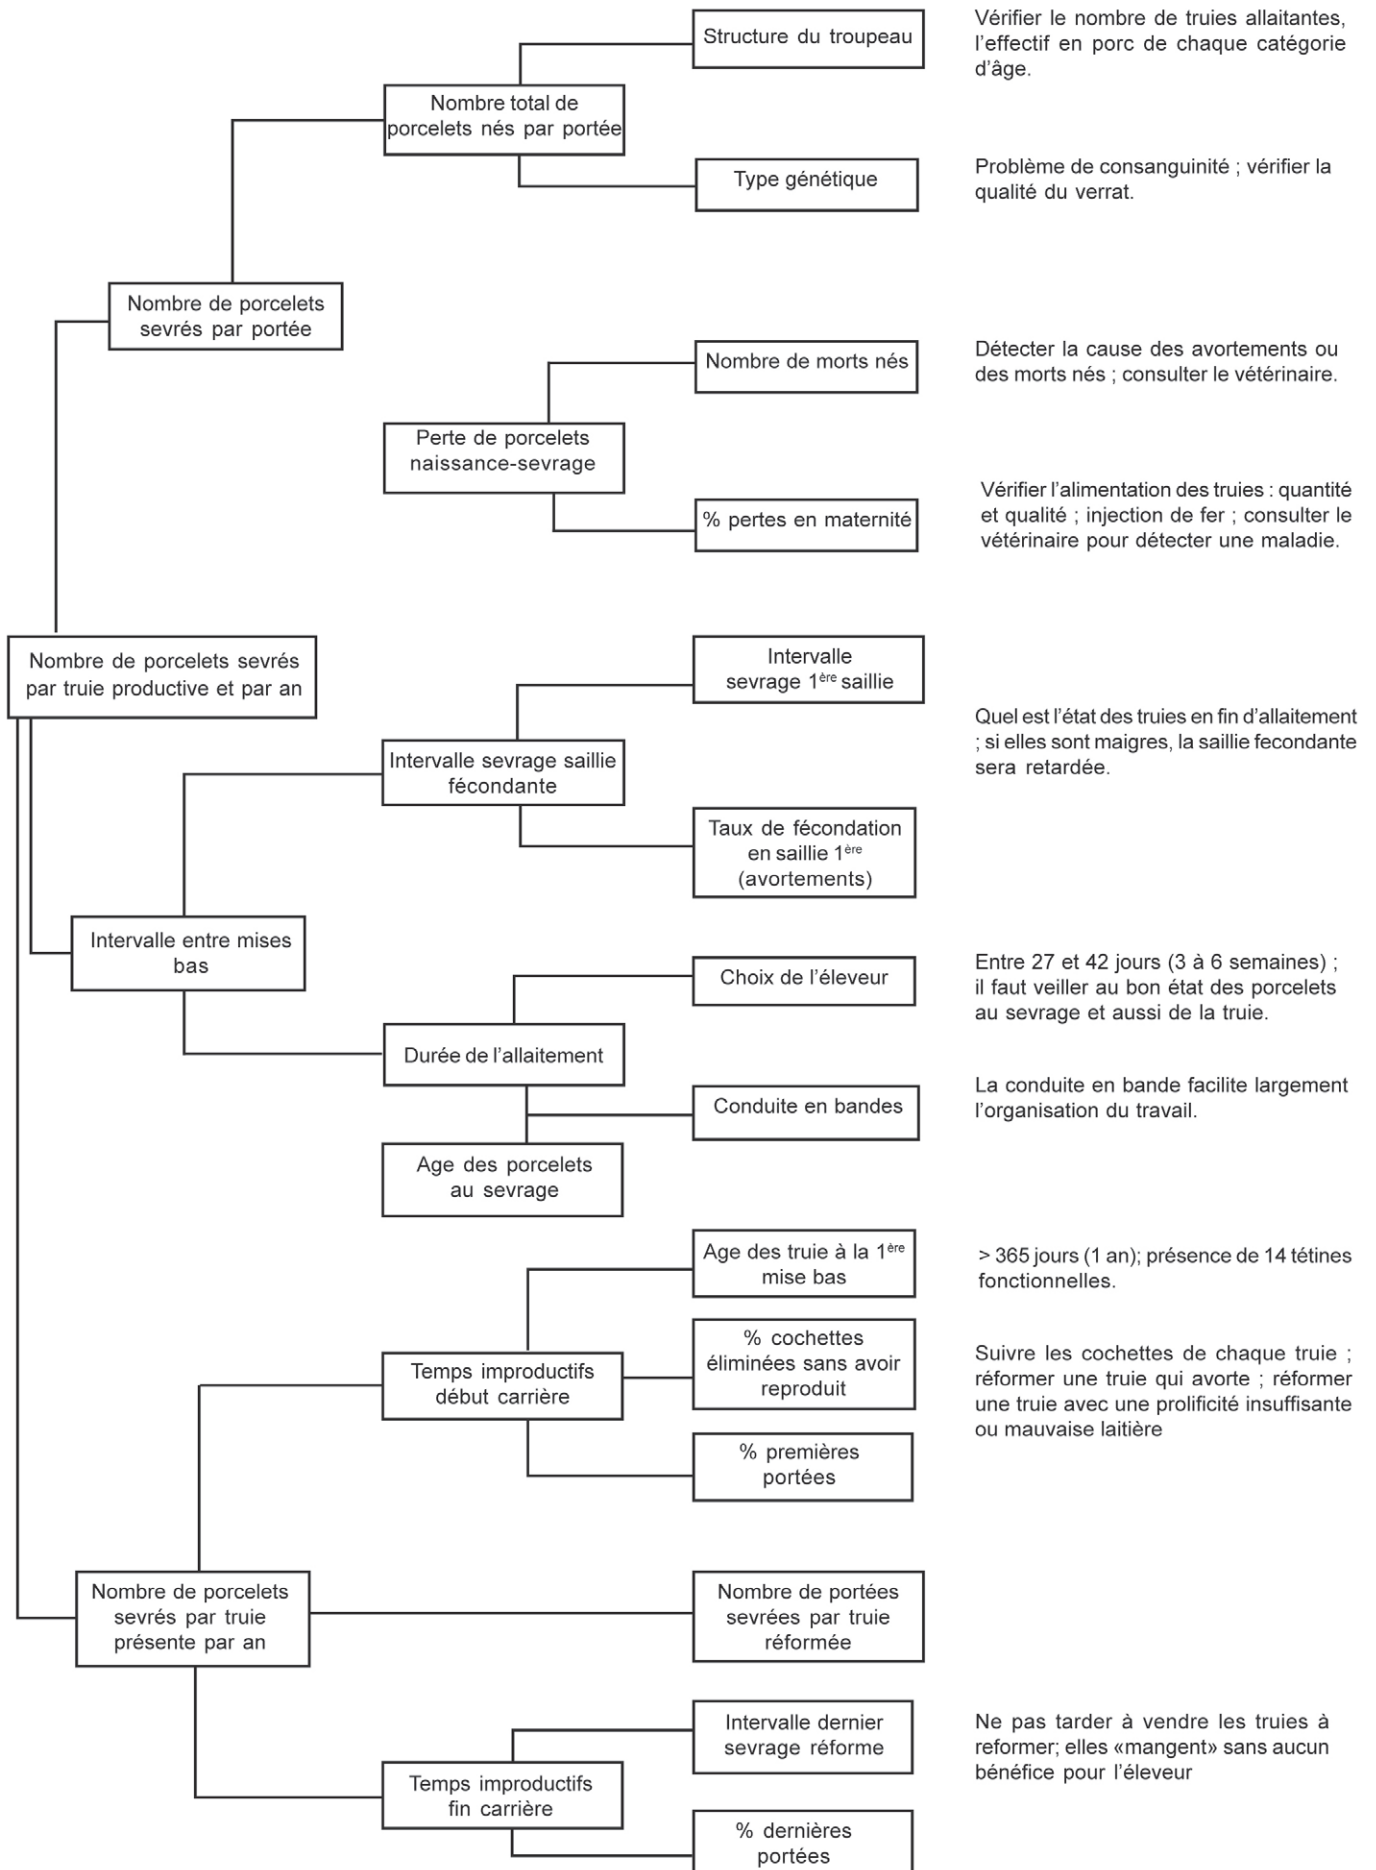 Structure du troupeau
Vérifier le nombre de truies allaitantes,
l'effectif en porc de chaque catégorie
d'âge.
Nombre total de
porcelets nés par portée
Type génétique
Problème de consanguinité ; vérifier la
qualité du verrat.
Nombre de porcelets
sevrés par portée
Nombre de morts nés
Détecter la cause des avortements ou
des morts nés ; consulter le vétérinaire.
Perte de porcelets
naissance-sevrage
% pertes en maternité
Vérifier l'alimentation des truies : quantité
et qualité ; injection de fer ; consulter le
vétérinaire pour détecter une maladie.
Nombre de porcelets sevrés
par truie productive et par an
Intervalle
sevrage 1ère saillie
Quel est l'état des truies en fin d'allaitement
; si elles sont maigres, la saillie fecondante
sera retardée.
Intervalle sevrage saillie
fécondante
Taux de fécondation
en saillie 1ère
(avortements)
Intervalle entre mises
bas
Choix de l'éleveur
Entre 27 et 42 jours (3 à 6 semaines) ;
il faut veiller au bon état des porcelets
au sevrage et aussi de la truie.
Durée de l'allaitement
Conduite en bandes
La conduite en bande facilite largement
l'organisation du travail.
Age des porcelets
au sevrage
Age des truie à la 1ère
mise bas
> 365 jours (1 an); présence de 14 tétines
fonctionnelles.
% cochettes
éliminées sans avoir
reproduit
Temps improductifs
début carrière
Suivre les cochettes de chaque truie ;
réformer une truie qui avorte ; réformer
une truie avec une prolificité insuffisante
ou mauvaise laitière
% premières
portées
Nombre de porcelets
sevrés par truie
présente par an
Nombre de portées
sevrées par truie
réformée
Intervalle dernier
sevrage réforme
Ne pas tarder à vendre les truies à
reformer; elles «mangent» sans aucun
bénéfice pour l'éleveur
Temps improductifs
fin carrière
% dernières
portées